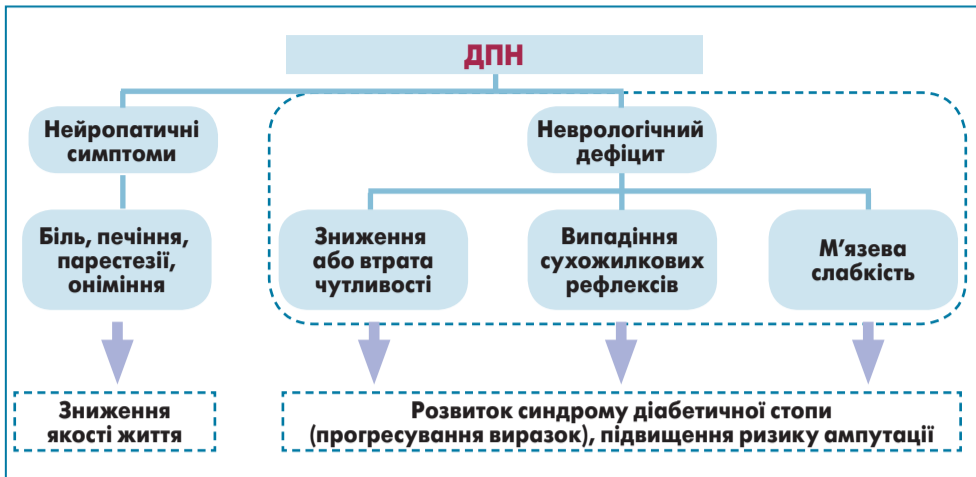 ДПН
Нейропатичні
симптоми
Неврологічний
дефіцит
Біль, печіння,
парестезії,
оніміння
Зниження
або втрата
чутливості
Випадіння
сухожилкових
рефлексів
М’язева
слабкість
Зниження
якості життя
Розвиток синдрому діабетичної стопи
(прогресування виразок), підвищення ризику ампутації